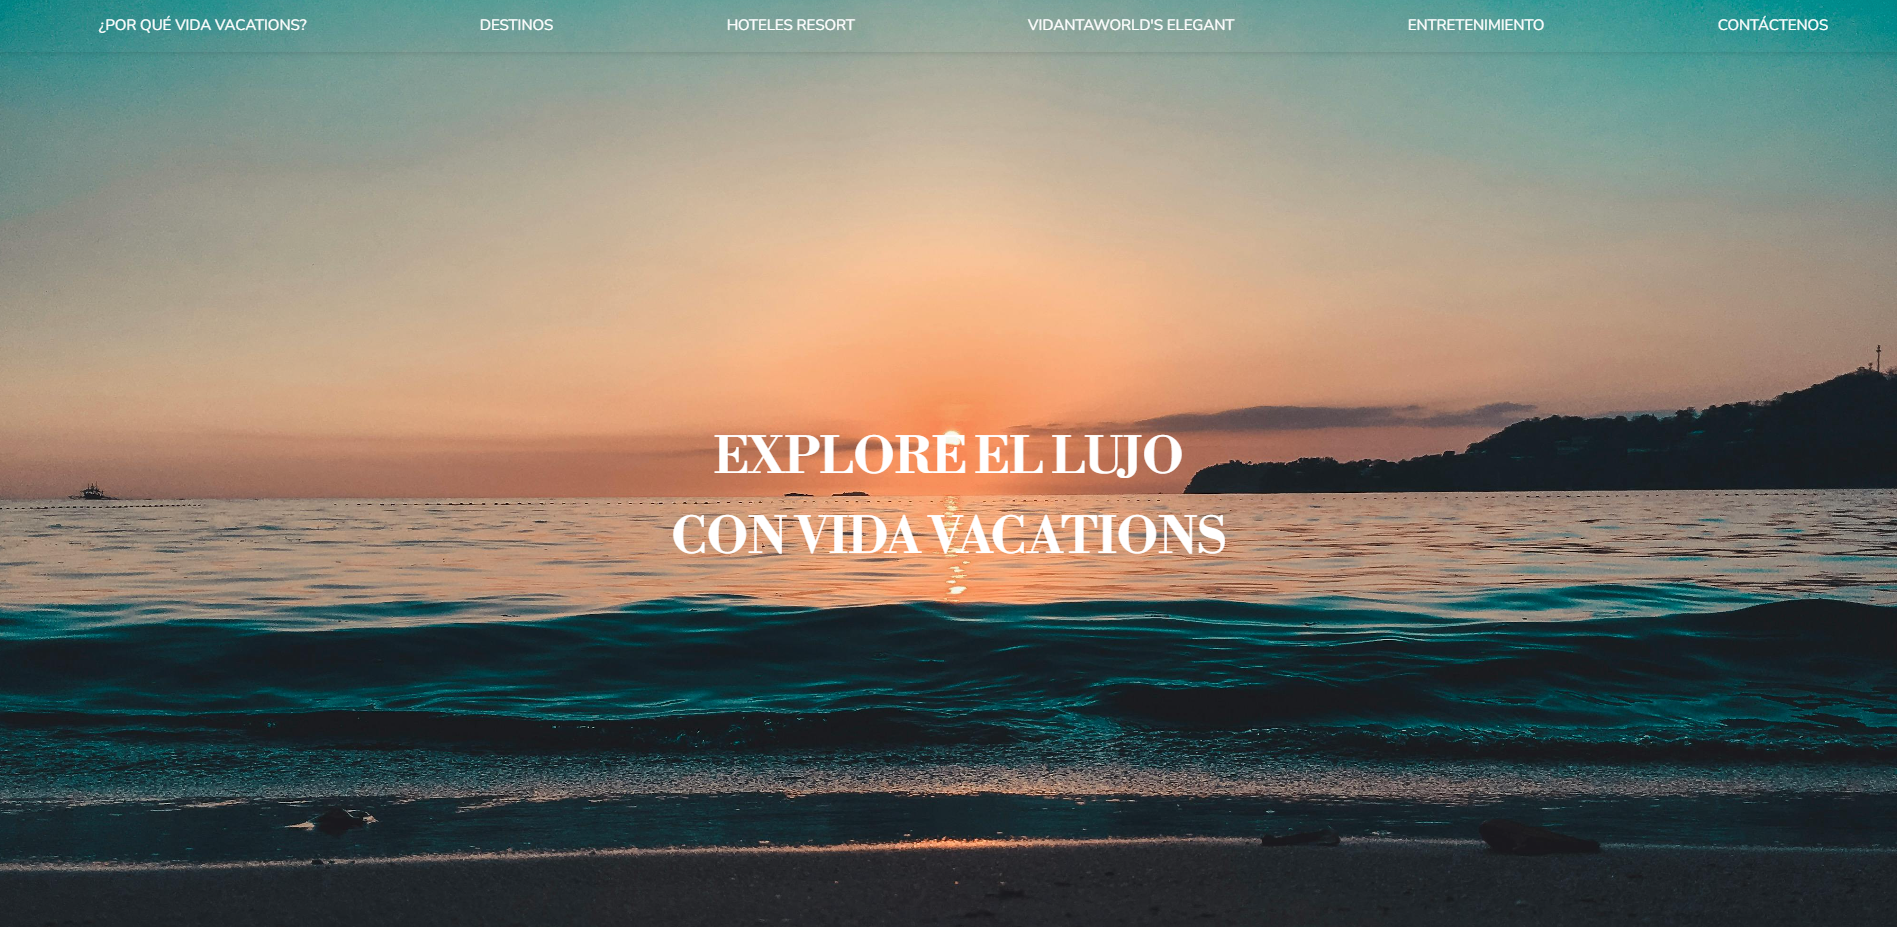 ¿POR QUÉ VIDA VACATIONS? DESTINOS HOTELES RESORT VIDANTAWORLD'S ELEGANT ENTRETENIMIENTO CONTÁCTENOS
EXPLORE EL LUJO
CON VIDA VACATIONS